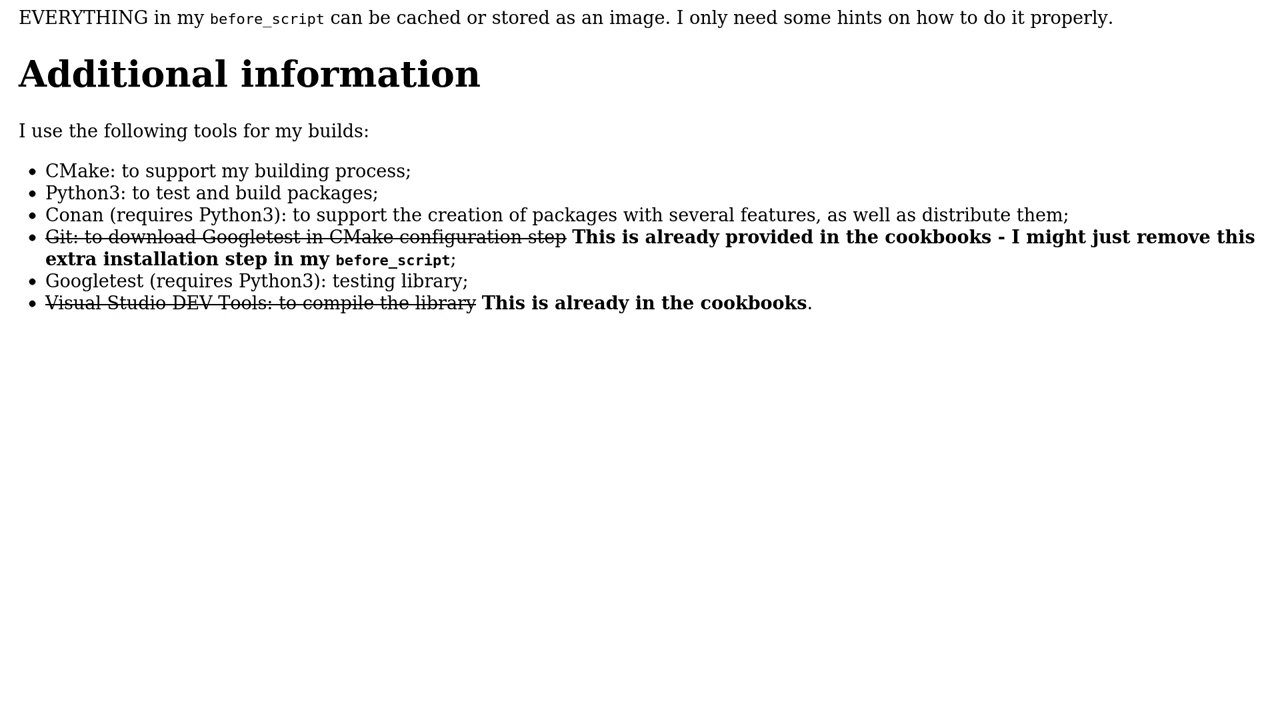 EVERYTHING in my before_script can be cached or stored as an image. I only need some hints on how to do it properly.
Additional information
I use the following tools for my builds:
• CMake: to support my building process;
• Python3: to test and build packages;
• Conan (requires Python3): to support the creation of packages with several features, as well as distribute them;
• Git: to download Googletest in CMake configuration step This is already provided in the cookbooks - I might just remove this
extra installation step in my before_script;
• Googletest (requires Python3): testing library;
• Visual Studio DEV Tools: to compile the library This is already in the cookbooks.